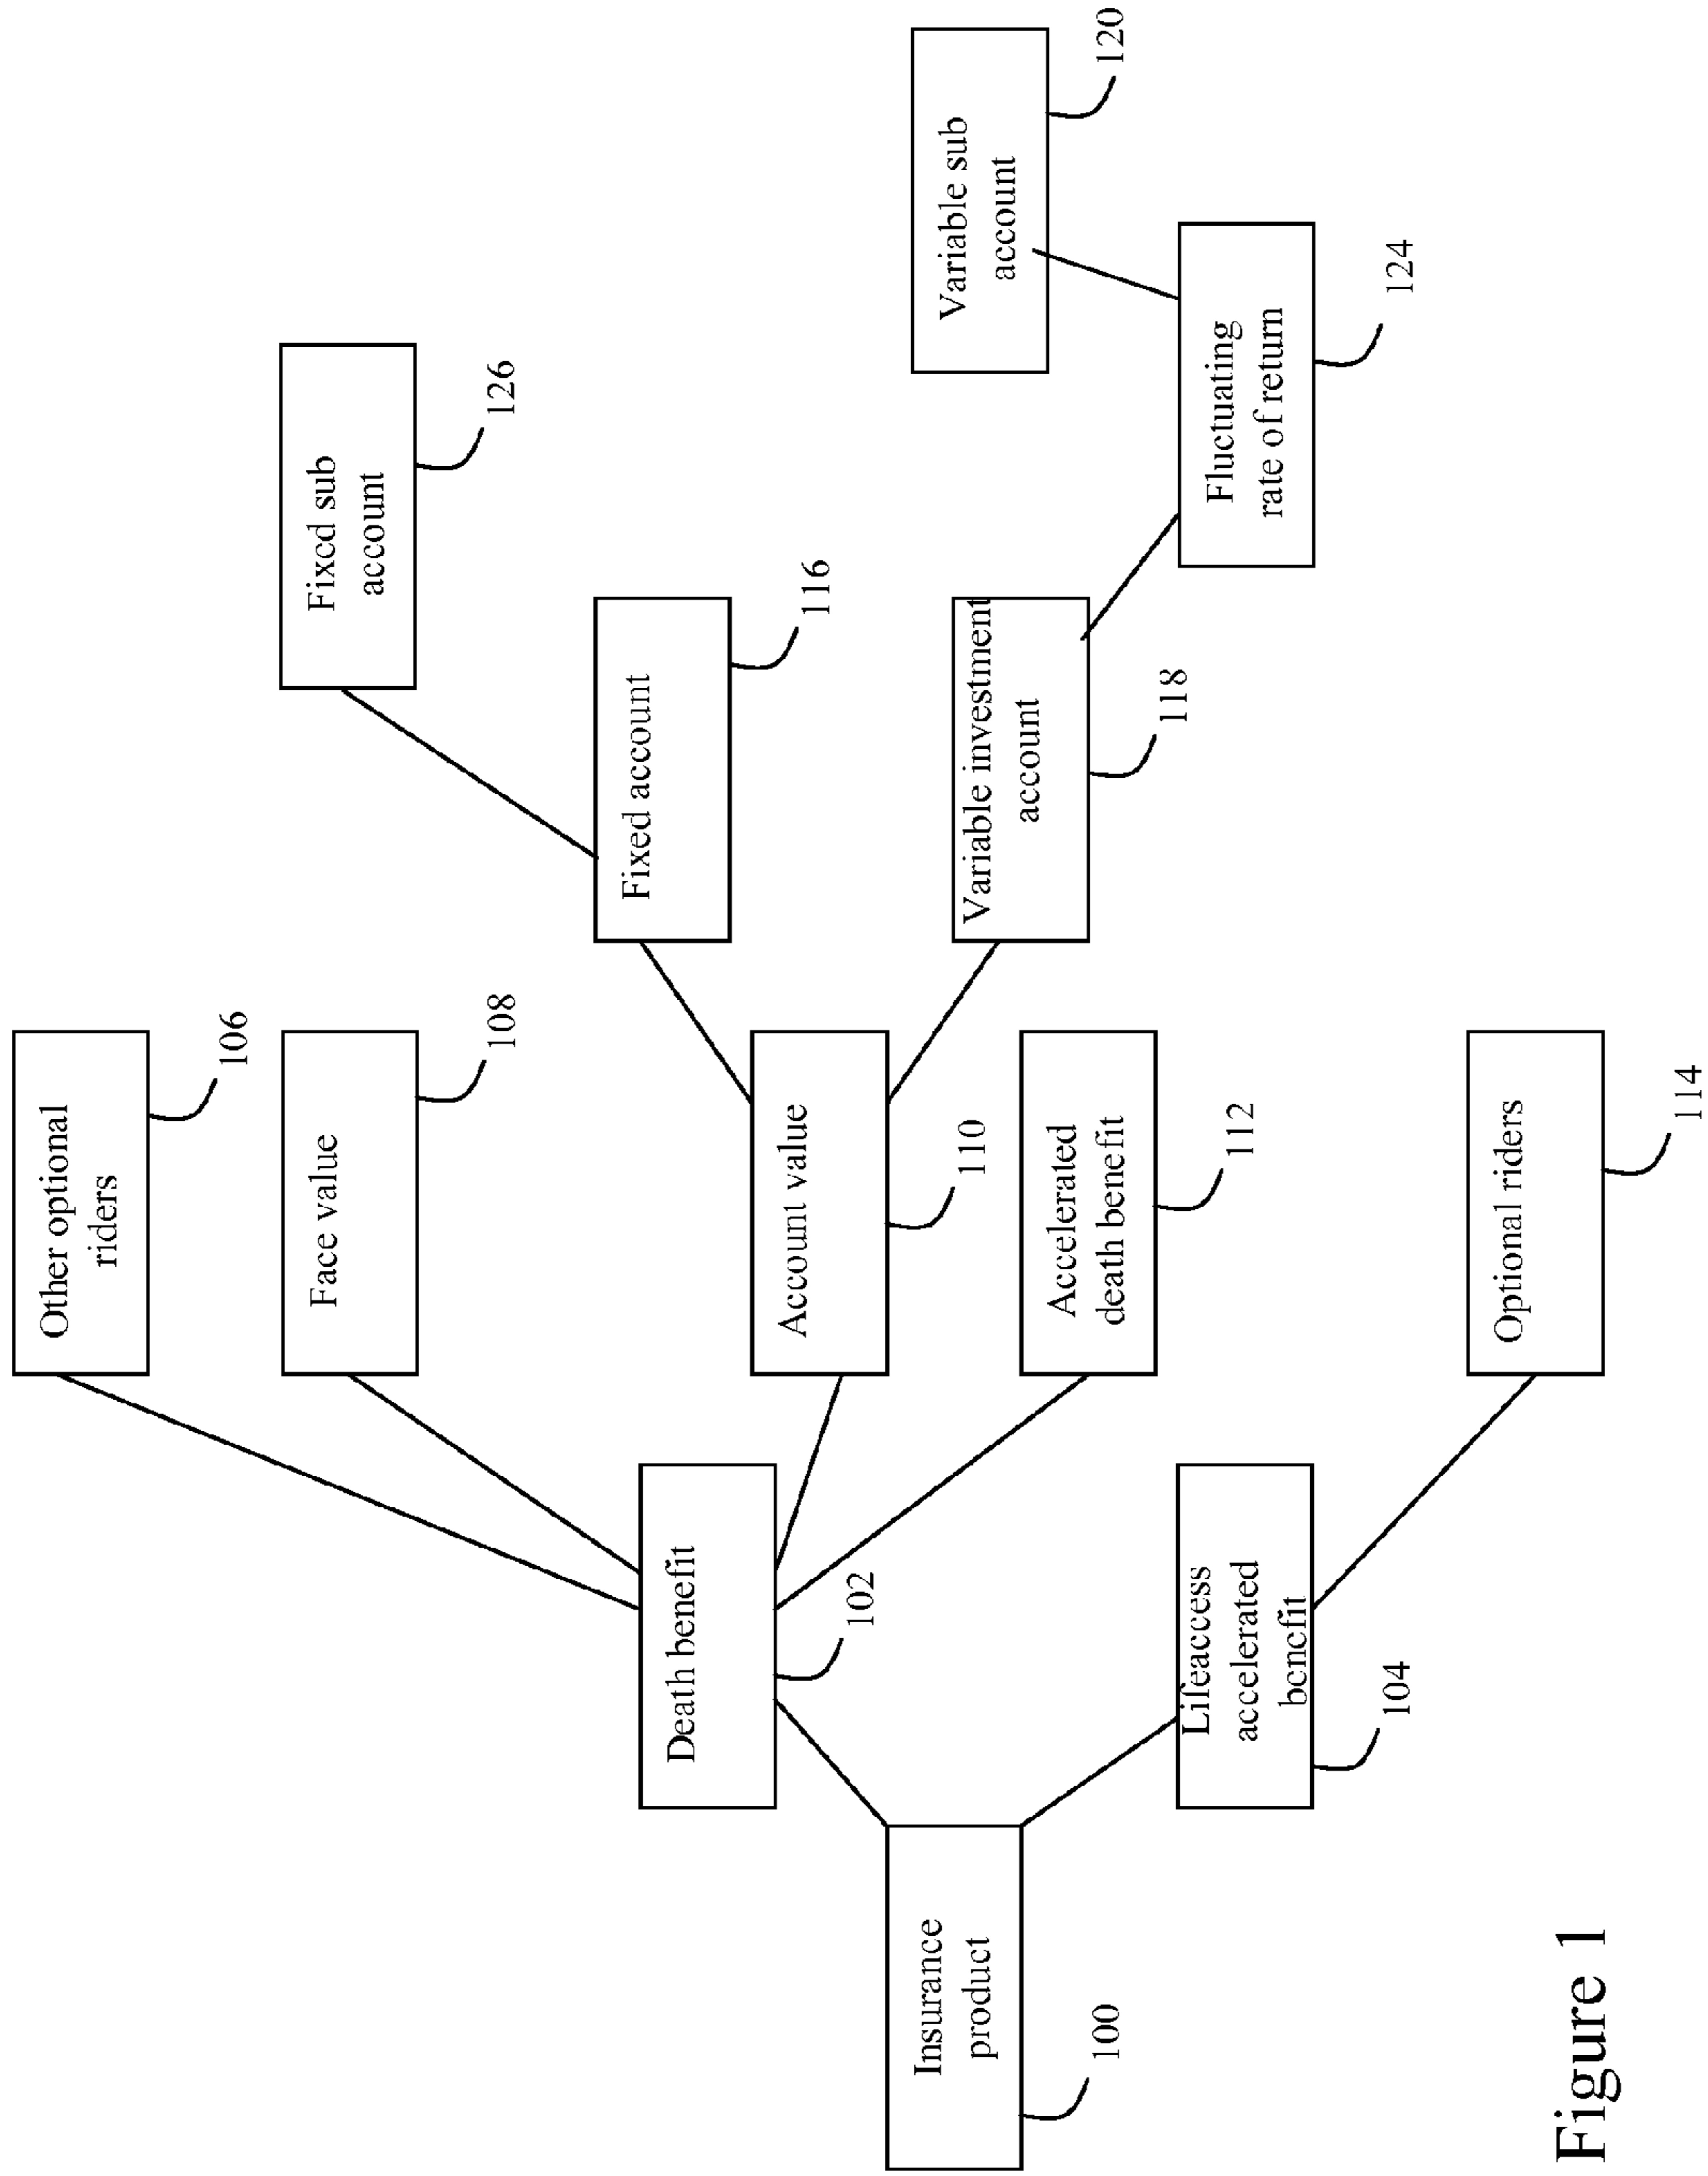 Other optional
riders
106
Face value
108
Fixed sub
account
126
Death benefit
102
Account value
110
Fixed account
116
Insurance
product
100
Accelerated
death benefit
112
Variable investment
account
118
Variable sub
account
120
Lifeaccess
accelerated
benefit
104
Fluctuating
rate of return
124
Optional riders
114
Figure 1